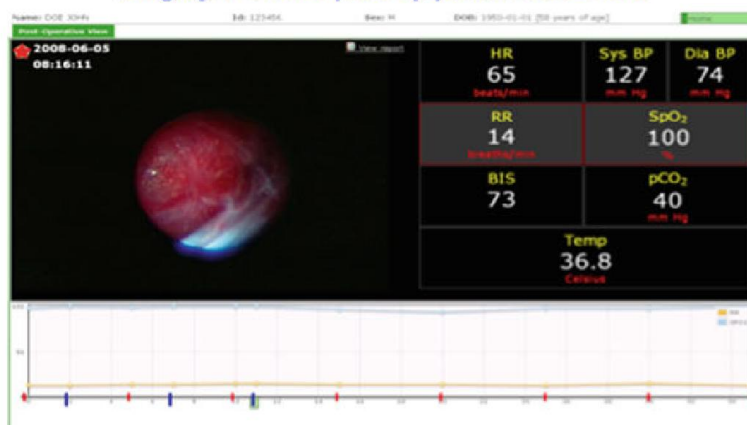 Name: DOE JOHN Id: 123456 Sex: M DOB: 1950-01-01 [58 years of age]
Post-Operative View
2008-06-05
08:16:11
View report
HR
65
beats/min
Sys BP
127
mm Hg
Dia BP
74
mm Hg
RR
14
breaths/min
SpO₂
100
%
BIS
73
pCO₂
40
mm Hg
Temp
36.8
Celsius
RR